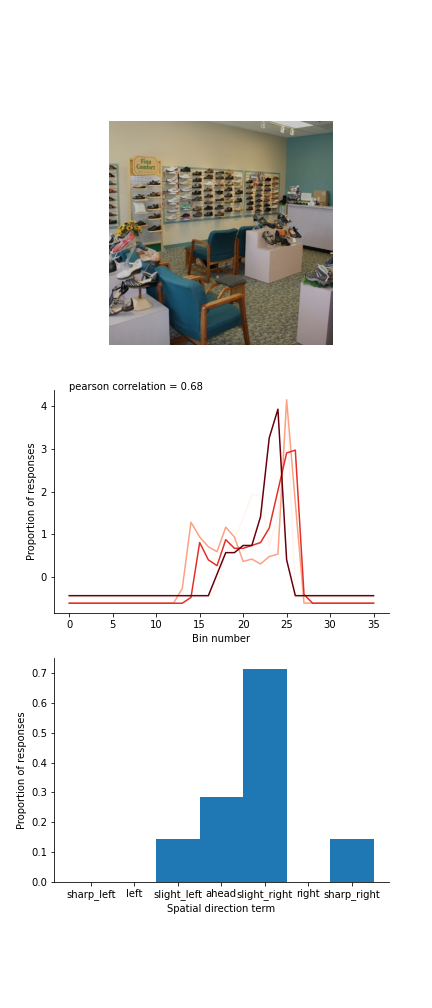 Finn
Comfort
pearson correlation = 0.68
Proportion of responses
4
3
2
1
0
0 5 10 15 20 25 30 35
Bin number
Proportion of responses
0.7
0.6
0.5
0.4
0.3
0.2
0.1
0.0
sharp_left left slight_left ahead slight_right right sharp_right
Spatial direction term